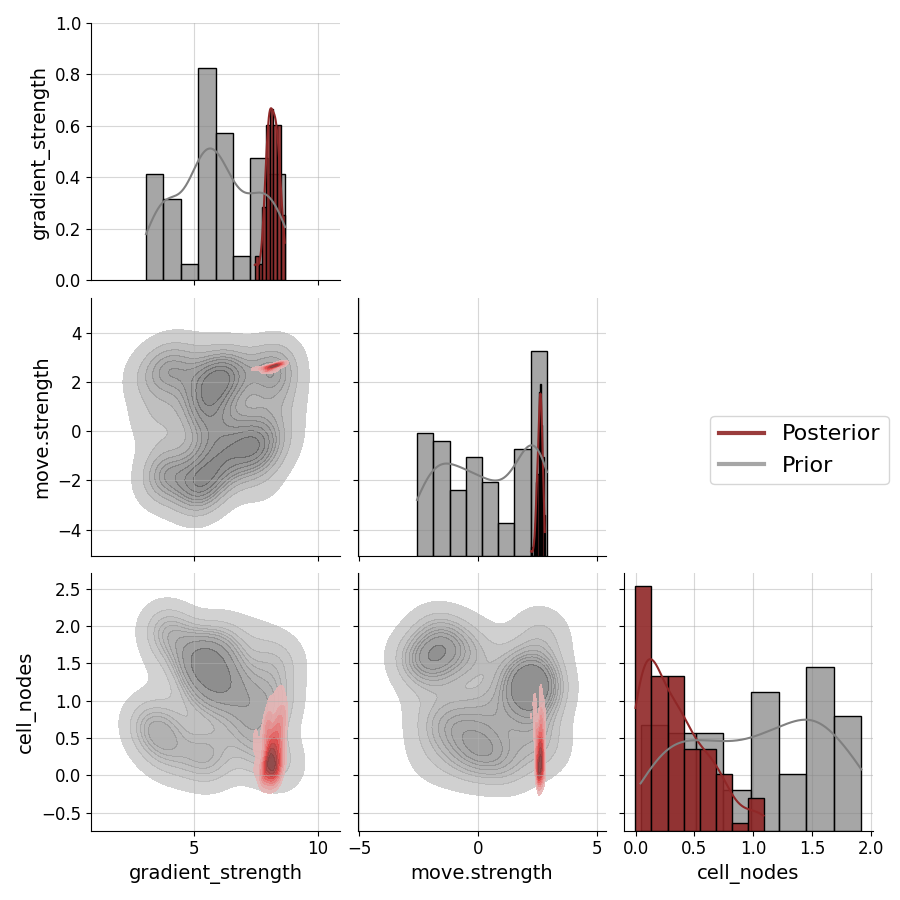 1.0
0.8
0.6
0.4
0.2
0.0
gradient_strength
4
2
0
−2
−4
move.strength
Posterior
Prior
2.5
2.0
1.5
1.0
0.5
0.0
−0.5
cell_nodes
5 10
−5 0 5
0.0 0.5 1.0 1.5 2.0
gradient_strength
move.strength
cell_nodes